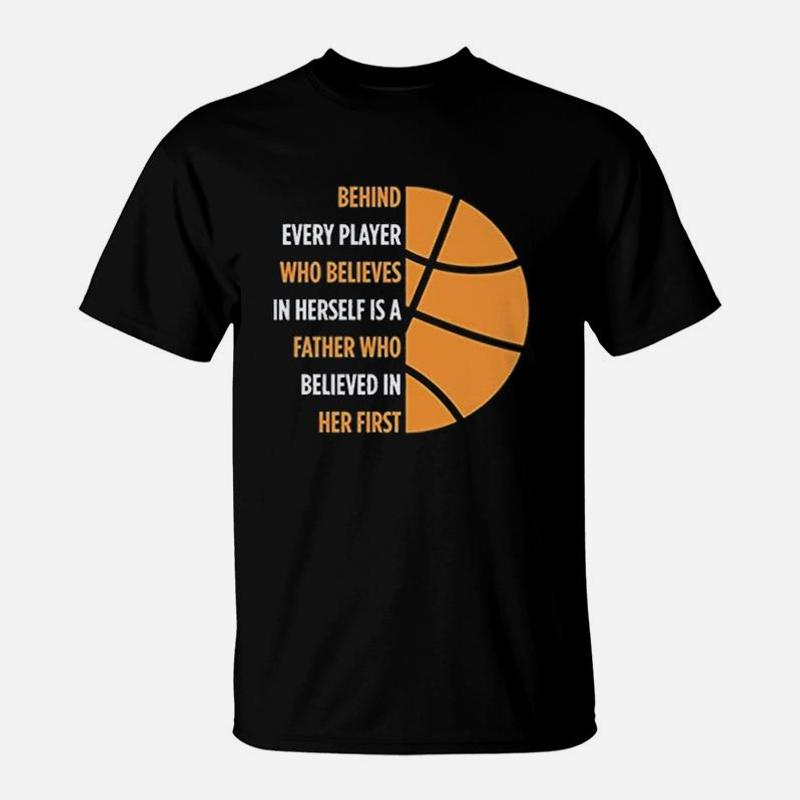 BEHIND
EVERY PLAYER
WHO BELIEVES
IN HERSELF IS A
FATHER WHO
BELIEVED IN
HER FIRST